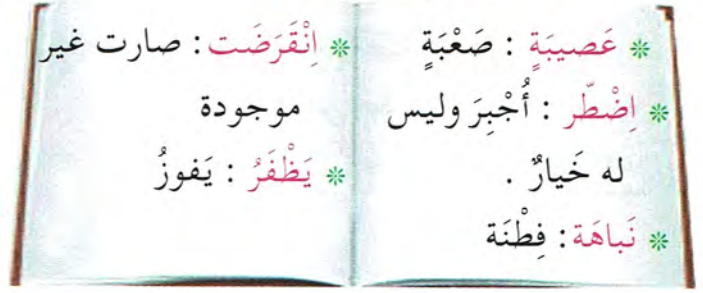 * عَصيبَةٍ : صَعْبَةٍ
* اِضْطّر : أُجْبِرَ وليس
له خَيارٌ .
* نَباهَة : فِطْنَة
* اِنْقَرَضَت : صارت غير
موجودة
* يَظْفَرُ : يَفوزُ